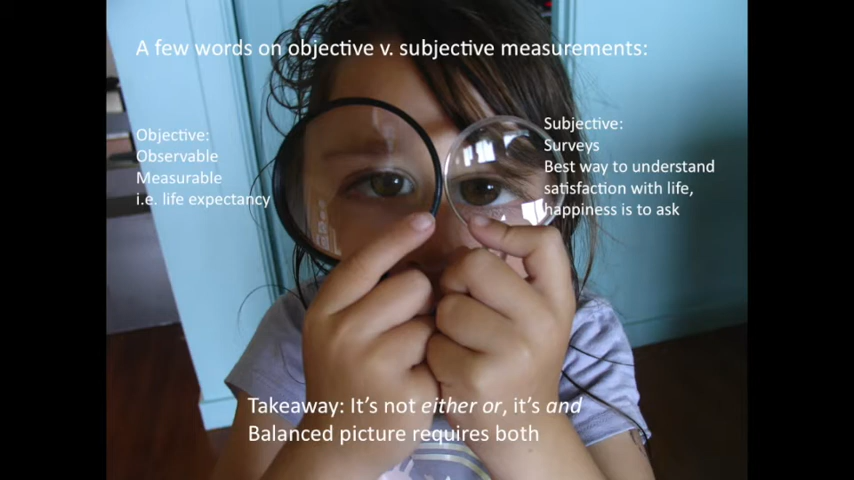 A few words on objective v. subjective measurements:
Objective:
Observable
Measurable
i.e. life expectancy
Subjective:
Surveys
Best way to understand
satisfaction with life,
happiness is to ask
Takeaway: It's not either or, it's and
Balanced picture requires both